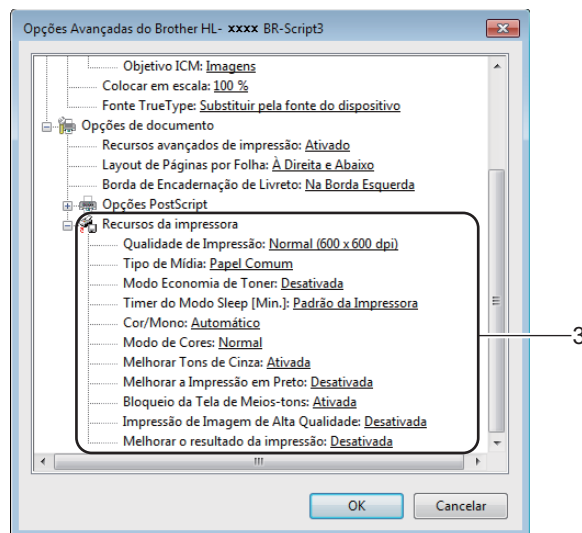 Opções Avançadas do Brother HL- xxxx BR-Script3
Objetivo ICM: Imagens
Colocar em escala: 100 %
Fonte TrueType: Substituir pela fonte do dispositivo
Opções de documento
Recursos avançados de impressão: Ativado
Layout de Páginas por Folha: À Direita e Abaixo
Borda de Encadernação de Livreto: Na Borda Esquerda
Opções PostScript
Recursos da impressora
Qualidade de Impressão: Normal (600 x 600 dpi)
Tipo de Mídia: Papel Comum
Modo Economia de Toner: Desativada
Timer do Modo Sleep [Min.]: Padrão da Impressora
Cor/Mono: Automático
3
Modo de Cores: Normal
Melhorar Tons de Cinza: Ativada
Melhorar a Impressão em Preto: Desativada
Bloqueio da Tela de Meios-tons: Ativada
Impressão de Imagem de Alta Qualidade: Desativada
Melhorar o resultado da impressão: Desativada
OK Cancelar